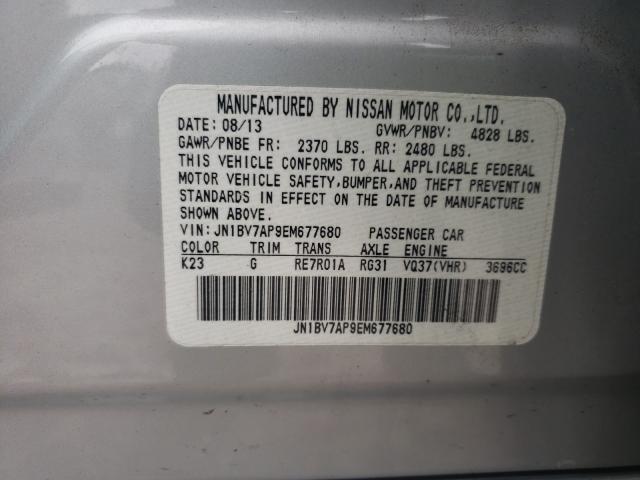 MANUFACTURED BY NISSAN MOTOR CO.,LTD.
DATE: 08/13 GVWR/PNBV: 4828 LBS.
GAWR/PNBE FR: 2370 LBS. RR: 2480 LBS.
THIS VEHICLE CONFORMS TO ALL APPLICABLE FEDERAL
MOTOR VEHICLE SAFETY,BUMPER,AND THEFT PREVENTION
STANDARDS IN EFFECT ON THE DATE OF MANUFACTURE
SHOWN ABOVE.
VIN: JN1BV7AP9EM677680 PASSENGER CAR
COLOR TRIM TRANS AXLE ENGINE
K23 G RE7R01A RG31 VQ37(VHR) 3696CC
JN1BV7AP9EM677680